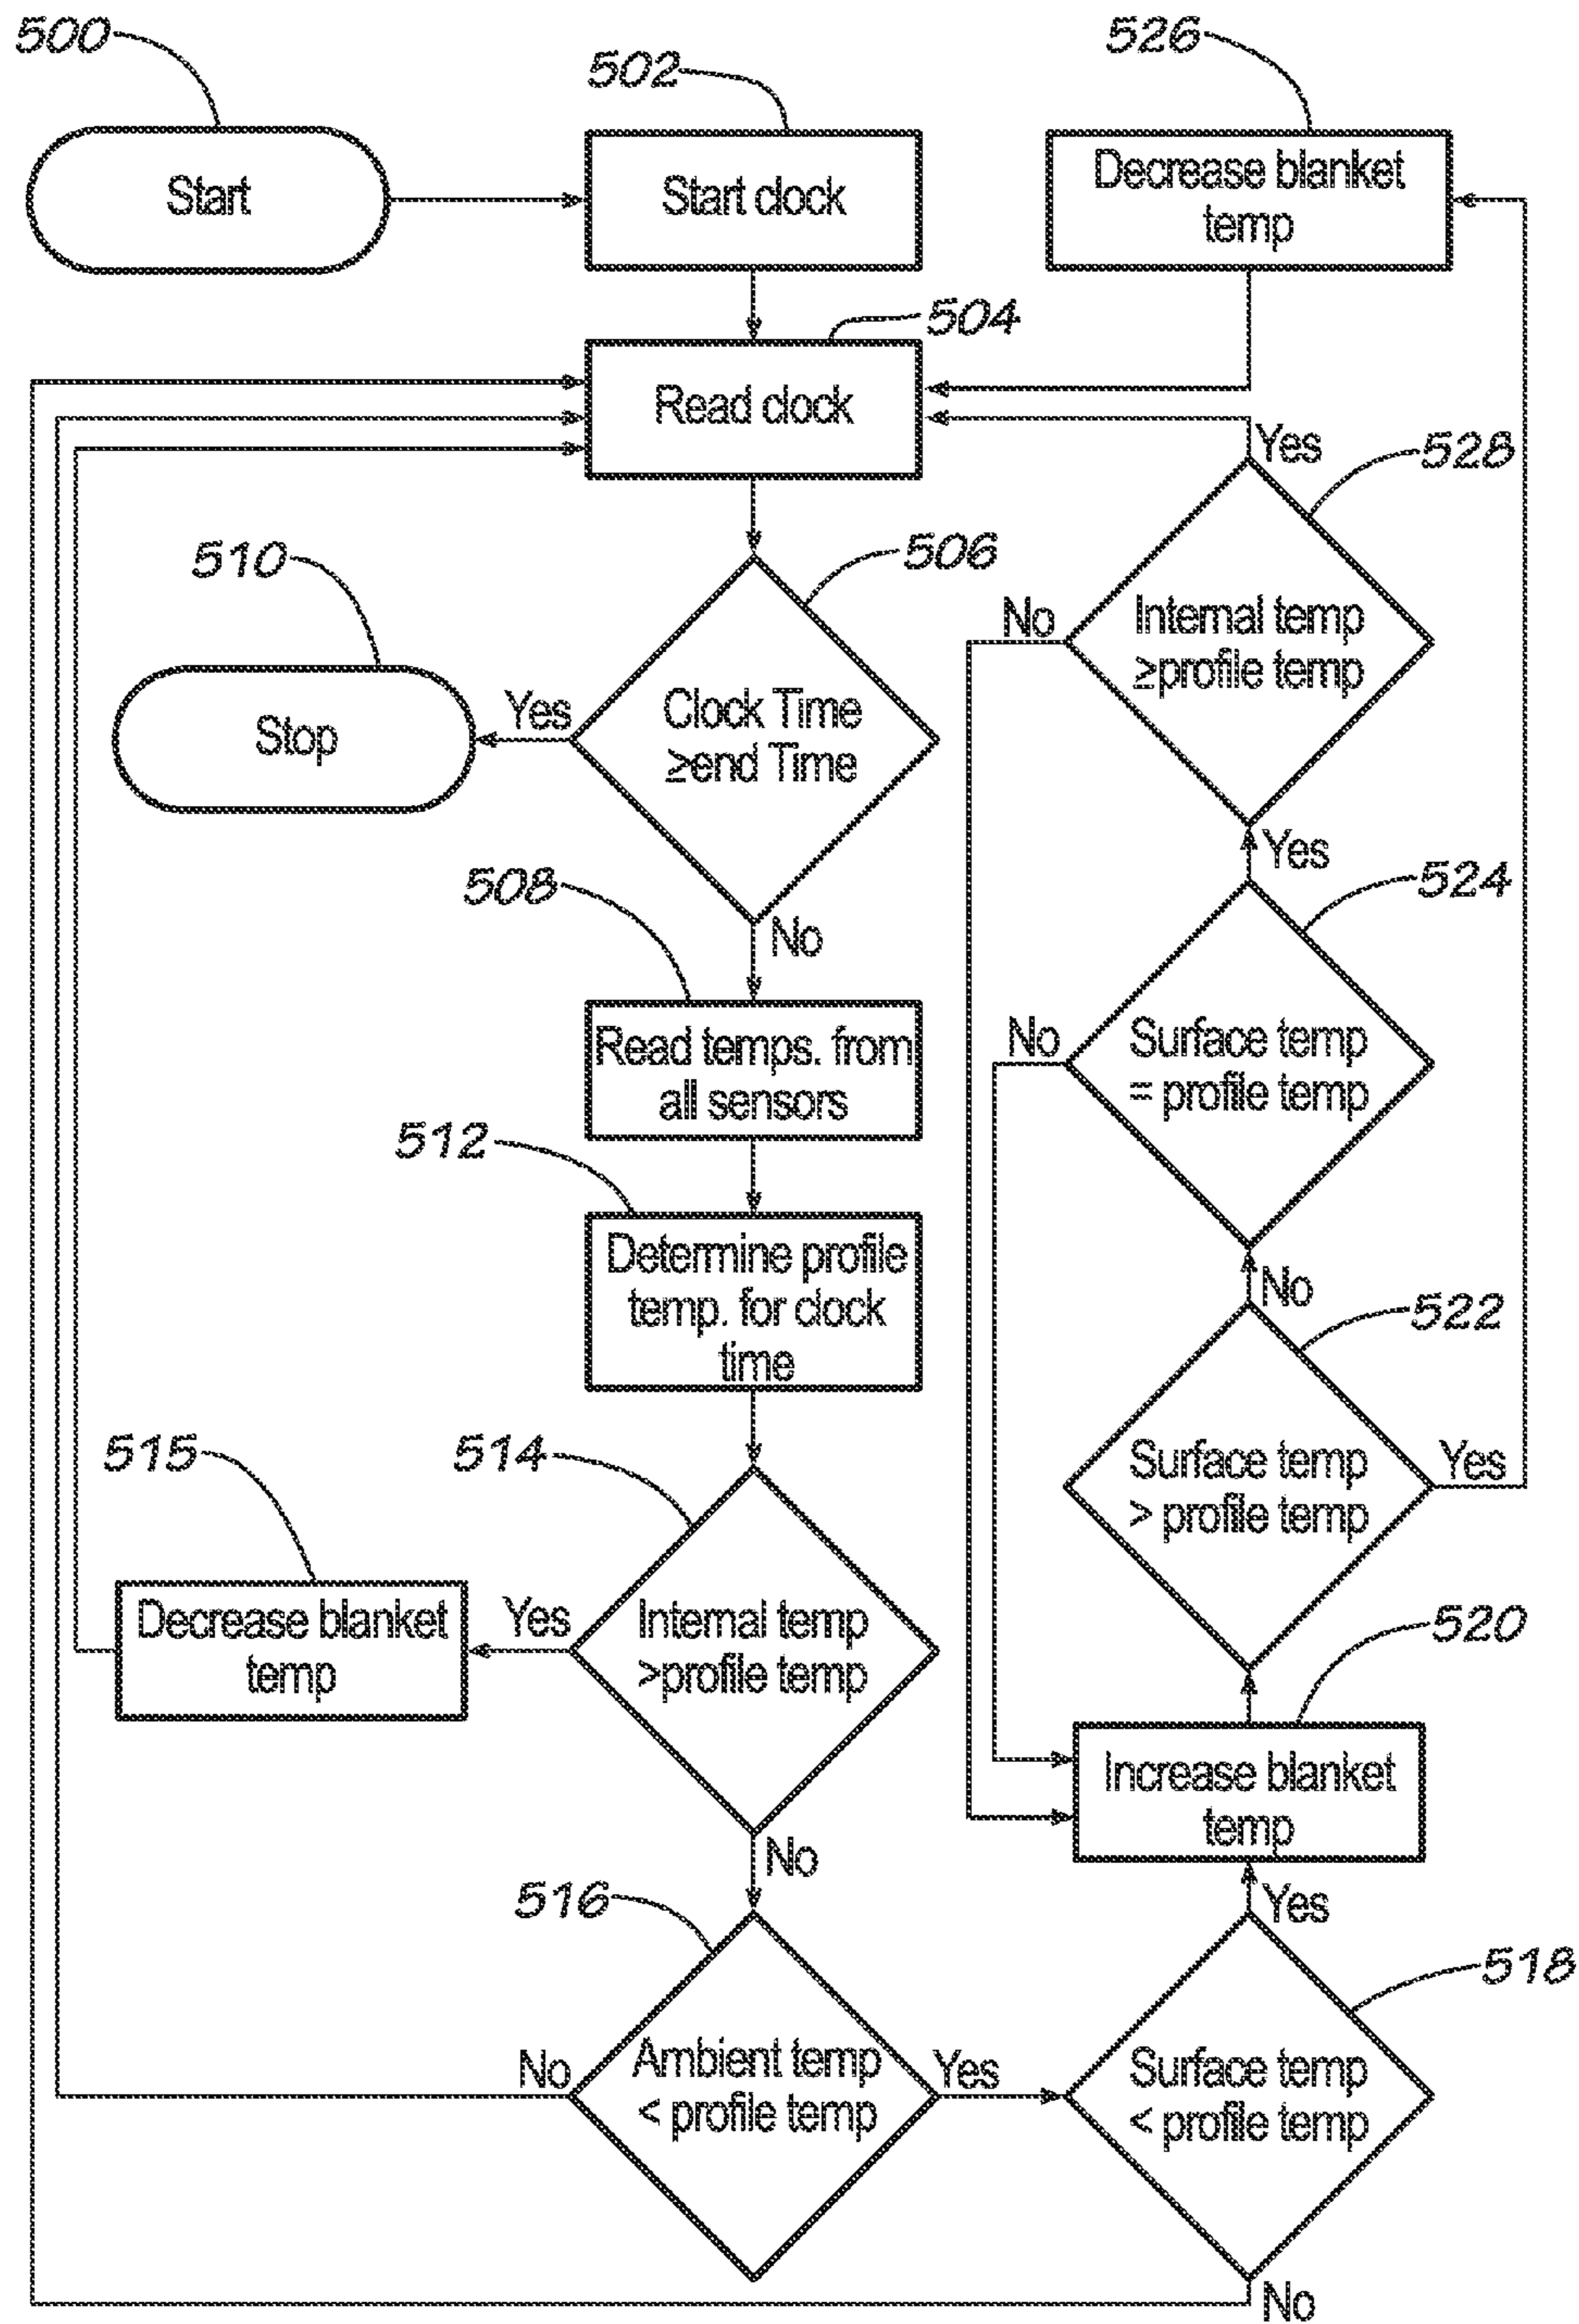 500
502
526
Start
Start clock
Decrease blanket
temp
504
Read clock
Yes
528
510
506
No
Internal temp
≥profile temp
Stop
Yes
Clock Time
≥end Time
Yes
508
No
524
Read temps. from
all sensors
No
Surface temp
= profile temp
512
Determine profile
temp. for clock
time
No
522
515
514
Surface temp
> profile temp
Yes
Decrease blanket
temp
Yes
Internal temp
>profile temp
520
Increase blanket
temp
No
516
Yes
518
No
Ambient temp
< profile temp
Yes
Surface temp
< profile temp
No